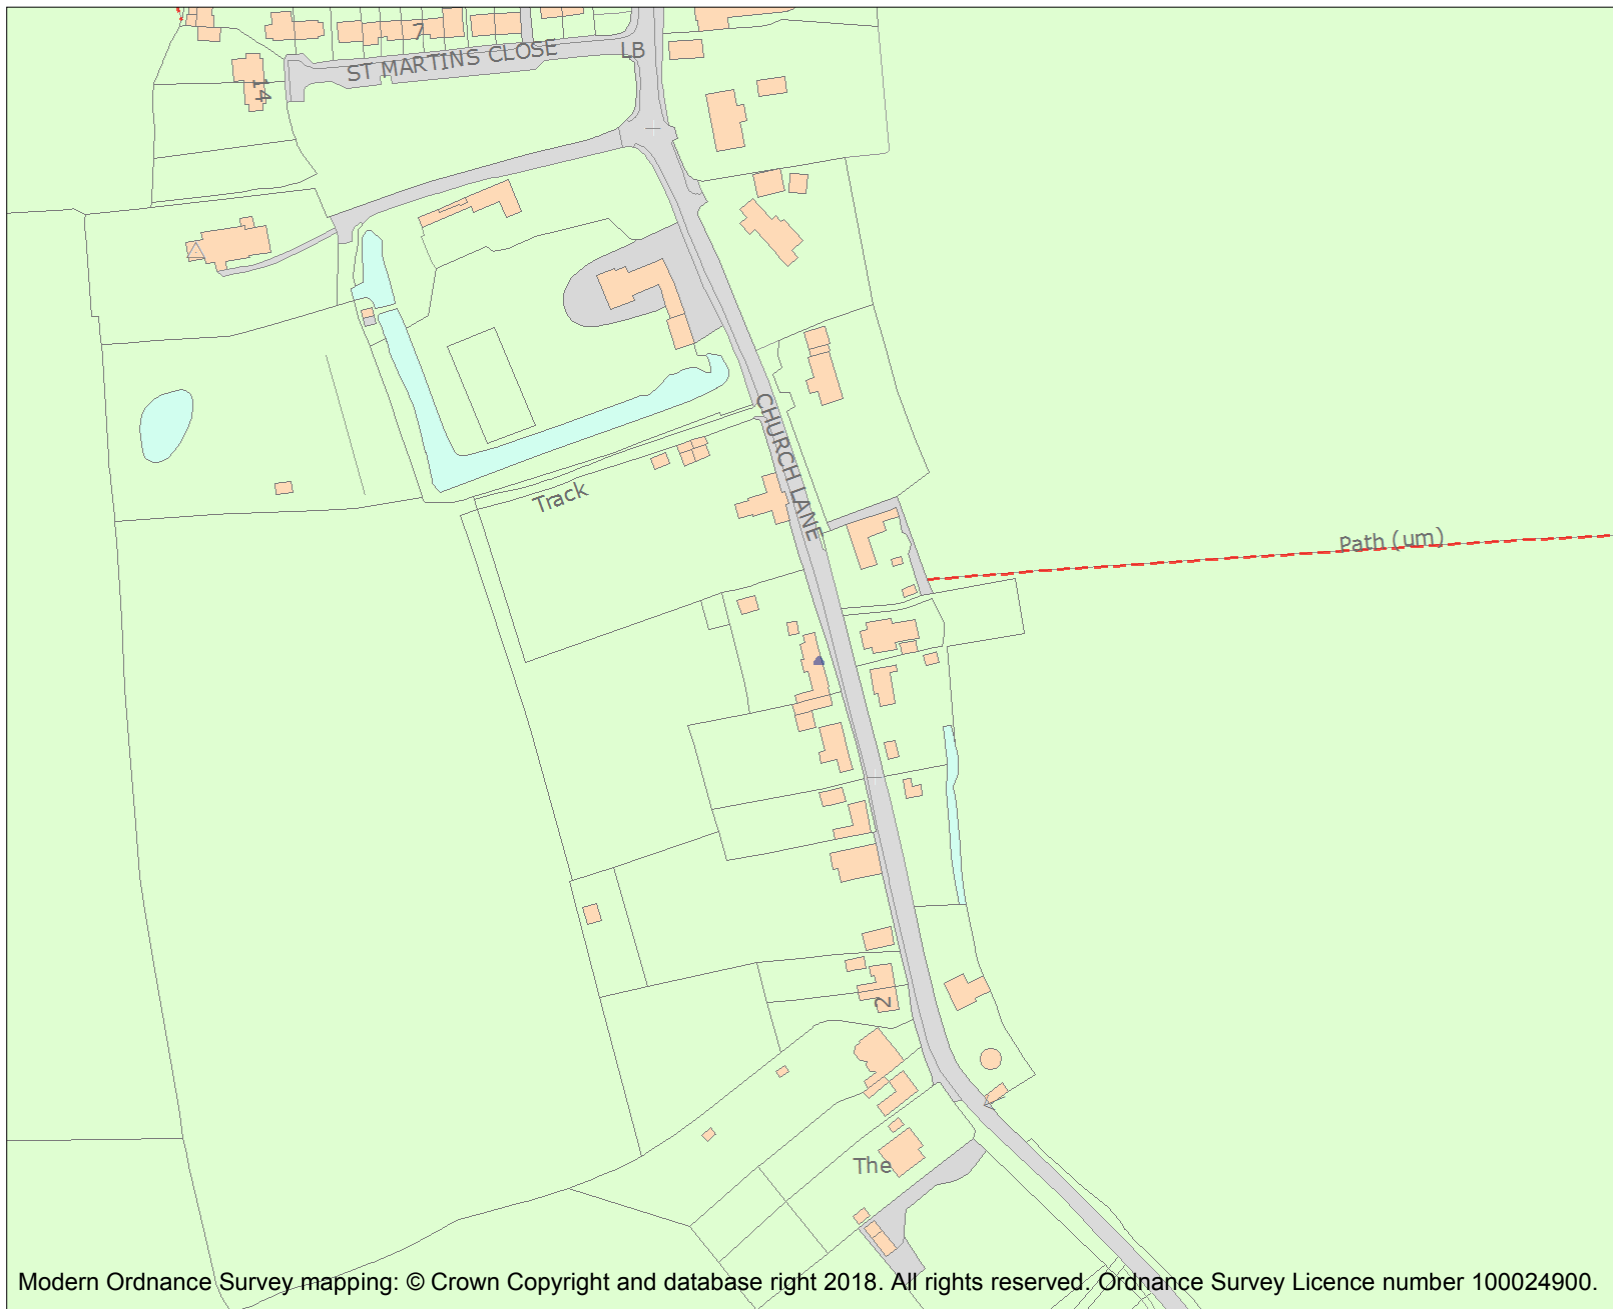 7
ST MARTINS CLOSE
LB
14
CHURCH LANE
Track
Path (um)
2
The
Modern Ordnance Survey mapping: © Crown Copyright and database right 2018. All rights reserved. Ordnance Survey Licence number 100024900.